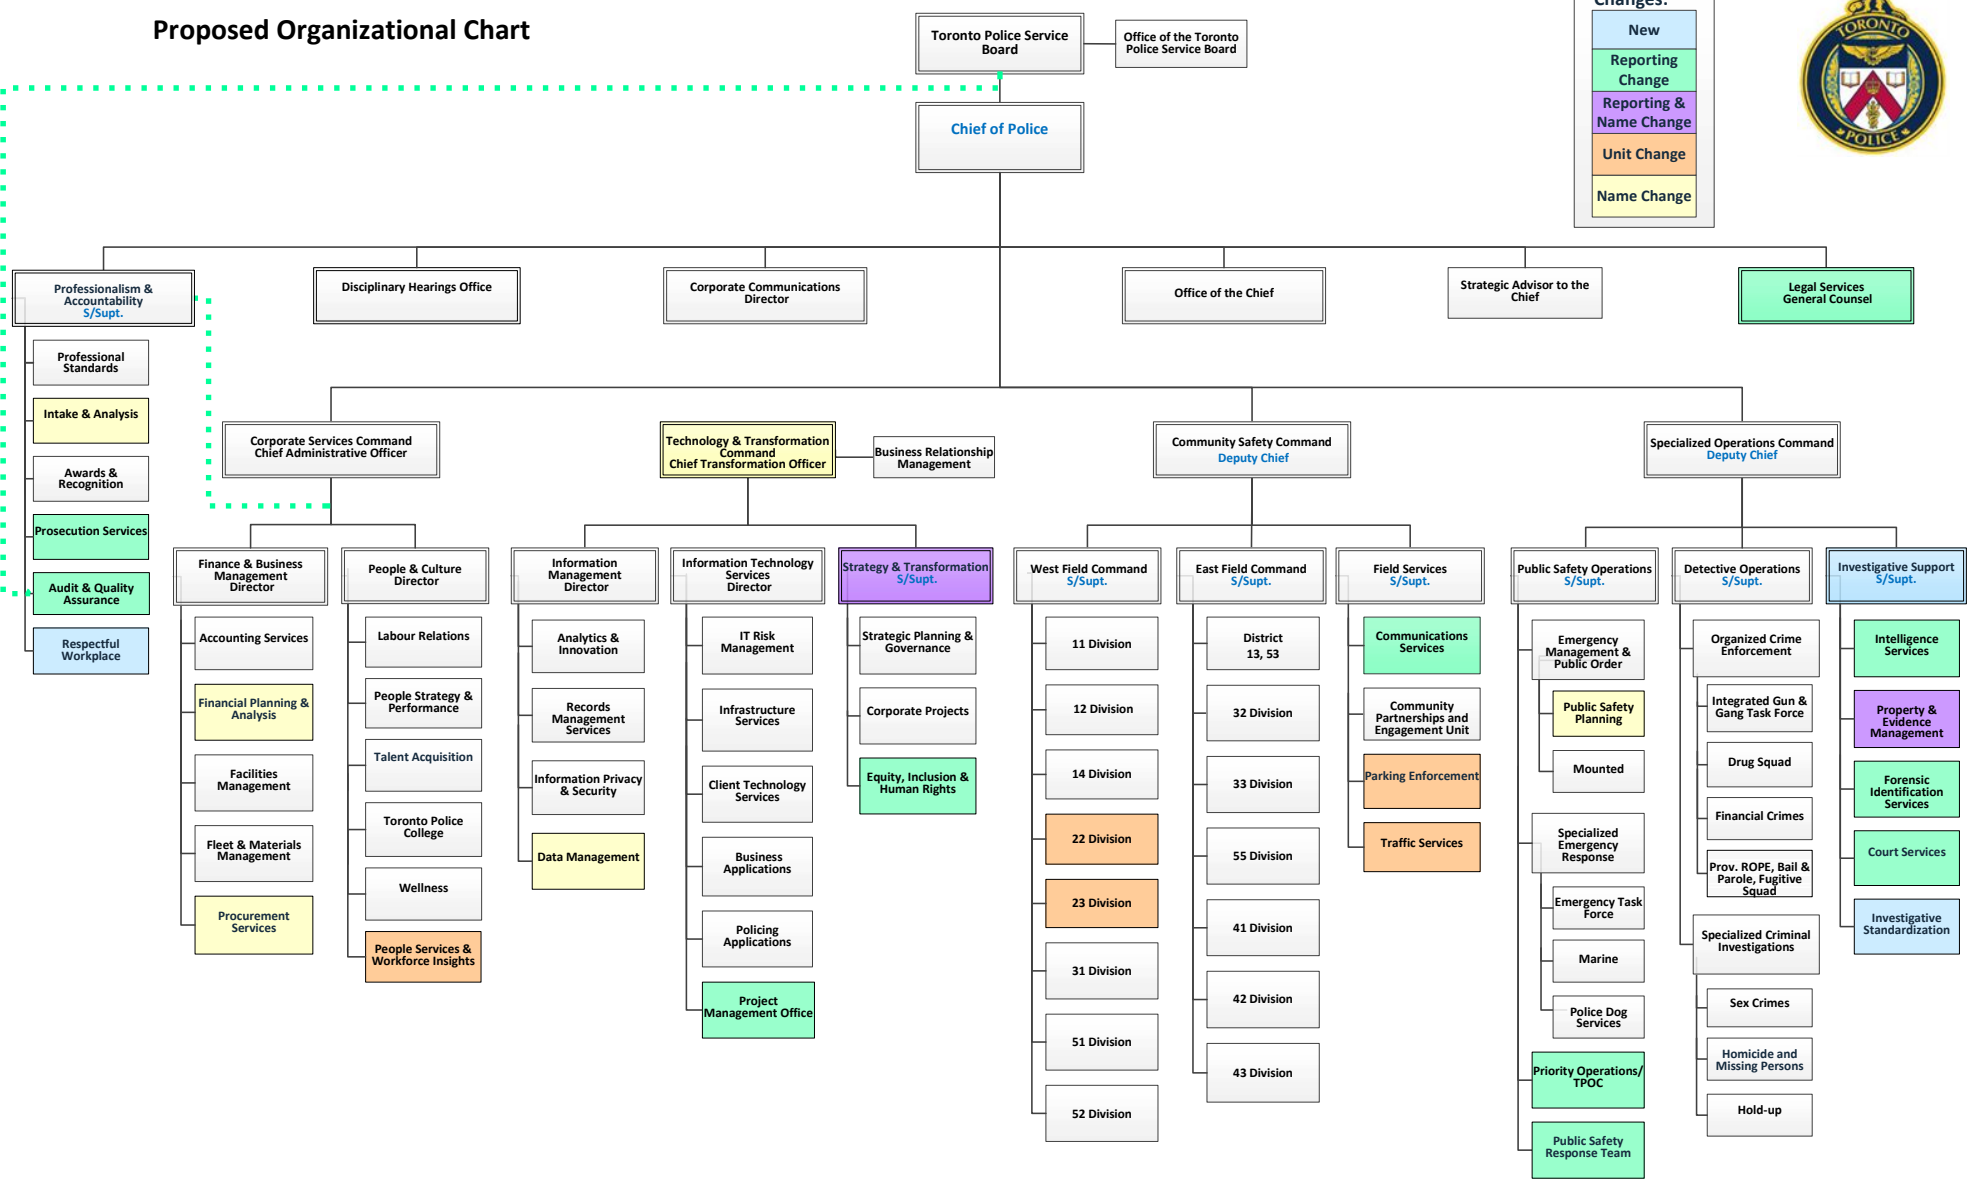 Proposed Organizational Chart
Toronto Police Service
Board
Office of the Toronto
Police Service Board
Changes:
New
Reporting
Change
Reporting &
Name Change
Unit Change
Name Change
TORONTO
POLICE
Chief of Police
Professionalism &
Accountability
S/Supt.
Disciplinary Hearings Office
Corporate Communications
Director
Office of the Chief
Strategic Advisor to the
Chief
Legal Services
General Counsel
Professional
Standards
Intake & Analysis
Awards &
Recognition
Prosecution Services
Audit & Quality
Assurance
Respectful
Workplace
Corporate Services Command
Chief Administrative Officer
Technology & Transformation
Command
Chief Transformation Officer
Business Relationship
Management
Community Safety Command
Deputy Chief
Specialized Operations Command
Deputy Chief
Finance & Business
Management
Director
Accounting Services
Financial Planning &
Analysis
Facilities
Management
Fleet & Materials
Management
Procurement
Services
People & Culture
Director
Labour Relations
People Strategy &
Performance
Talent Acquisition
Toronto Police
College
Wellness
People Services &
Workforce Insights
Information
Management
Director
Analytics &
Innovation
Records
Management
Services
Information Privacy
& Security
Data Management
Information Technology
Services
Director
IT Risk
Management
Infrastructure
Services
Client Technology
Services
Business
Applications
Policing
Applications
Project
Management Office
Strategy & Transformation
S/Supt.
Strategic Planning &
Governance
Corporate Projects
Equity, Inclusion &
Human Rights
West Field Command
S/Supt.
11 Division
12 Division
14 Division
22 Division
23 Division
31 Division
51 Division
52 Division
East Field Command
S/Supt.
District
13, 53
32 Division
33 Division
55 Division
41 Division
42 Division
43 Division
Field Services
S/Supt.
Communications
Services
Community
Partnerships and
Engagement Unit
Parking Enforcement
Traffic Services
Public Safety Operations
S/Supt.
Emergency
Management &
Public Order
Public Safety
Planning
Mounted
Specialized
Emergency
Response
Emergency Task
Force
Marine
Police Dog
Services
Priority Operations/
TPOC
Public Safety
Response Team
Detective Operations
S/Supt.
Organized Crime
Enforcement
Integrated Gun &
Gang Task Force
Drug Squad
Financial Crimes
Prov. ROPE, Bail &
Parole, Fugitive
Squad
Specialized Criminal
Investigations
Sex Crimes
Homicide and
Missing Persons
Hold-up
Investigative Support
S/Supt.
Intelligence
Services
Property &
Evidence
Management
Forensic
Identification
Services
Court Services
Investigative
Standardization